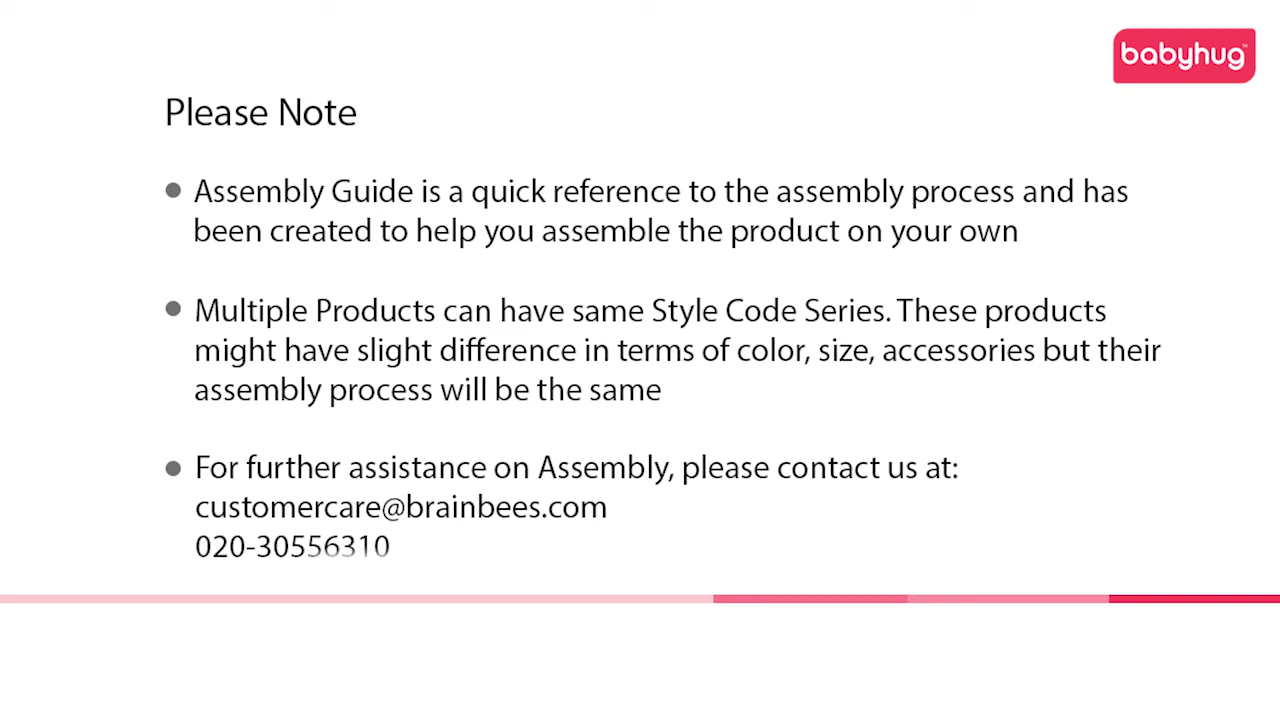 babyhug™
Please Note
Assembly Guide is a quick reference to the assembly process and has
been created to help you assemble the product on your own
Multiple Products can have same Style Code Series. These products
might have slight difference in terms of color, size, accessories but their
assembly process will be the same
For further assistance on Assembly, please contact us at:
customercare@brainbees.com
020-30556310